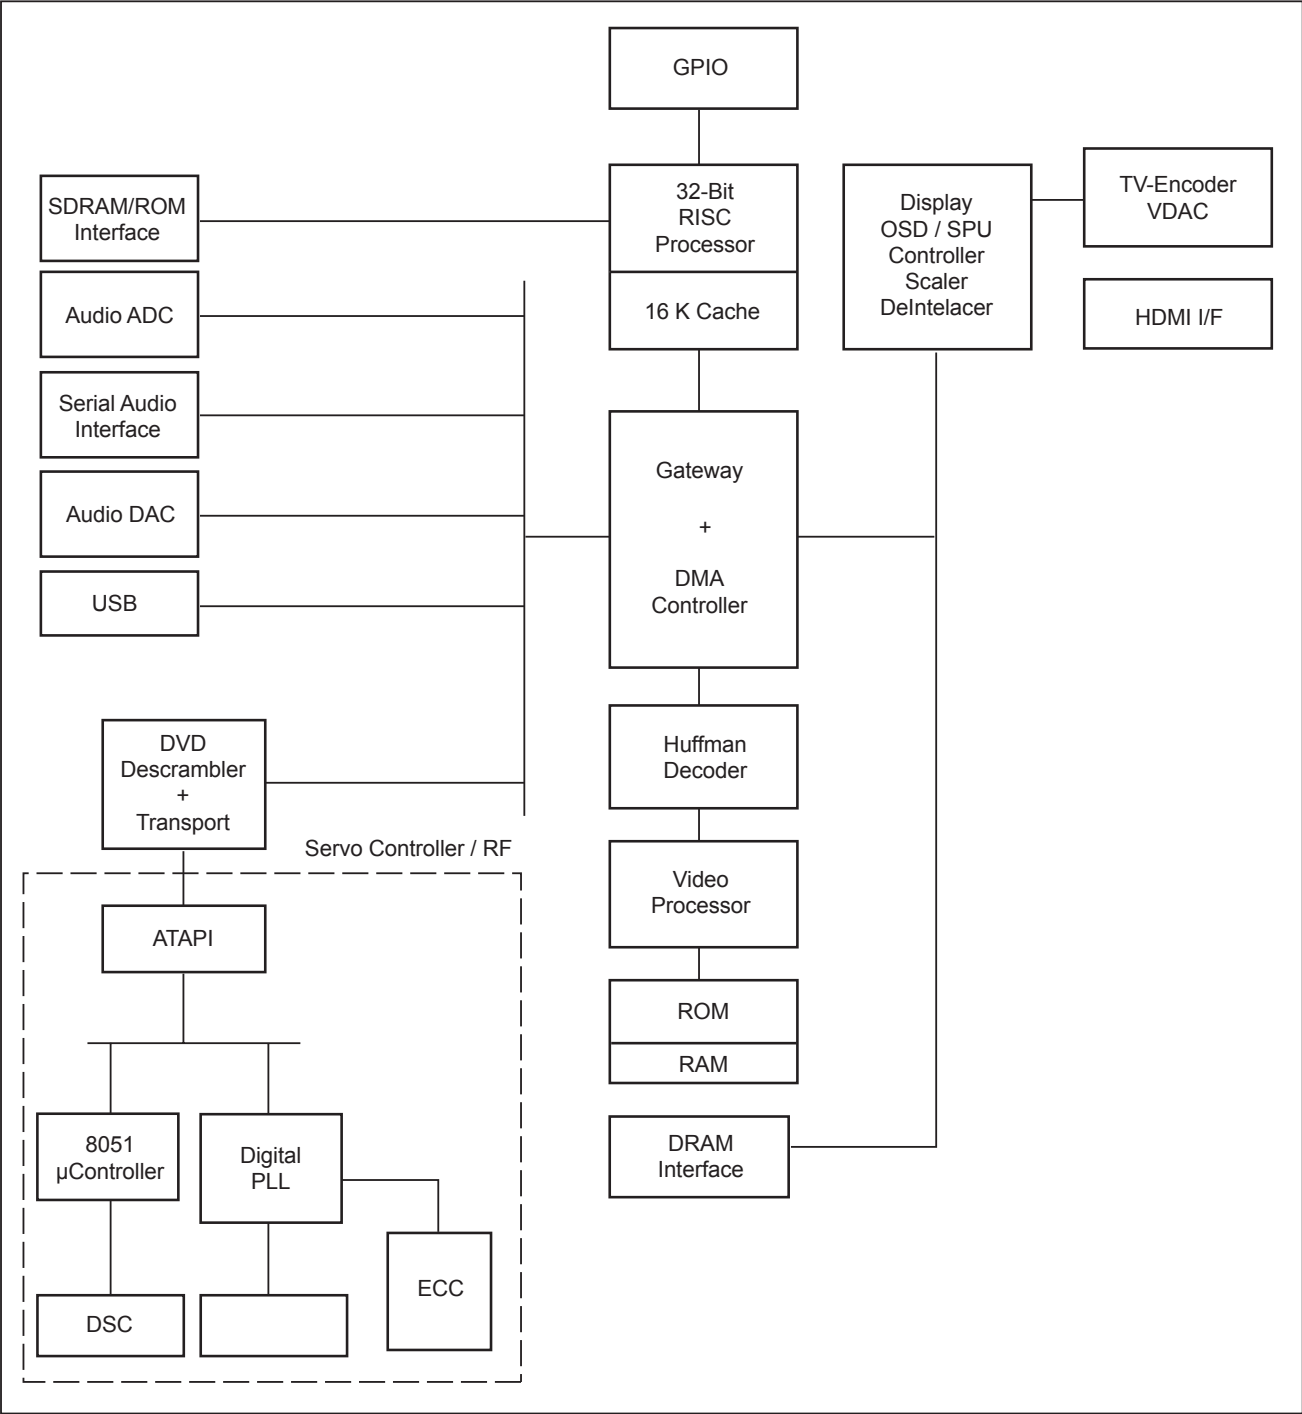 GPIO
SDRAM/ROM
Interface
32-Bit
RISC
Processor
16 K Cache
Display
OSD / SPU
Controller
Scaler
DeIntelacer
TV-Encoder
VDAC
HDMI I/F
Audio ADC
Serial Audio
Interface
Audio DAC
USB
Gateway
+
DMA
Controller
DVD
Descrambler
+
Transport
Huffman
Decoder
Servo Controller / RF
Video
Processor
ATAPI
ROM
RAM
8051
µController
Digital
PLL
DRAM
Interface
ECC
DSC